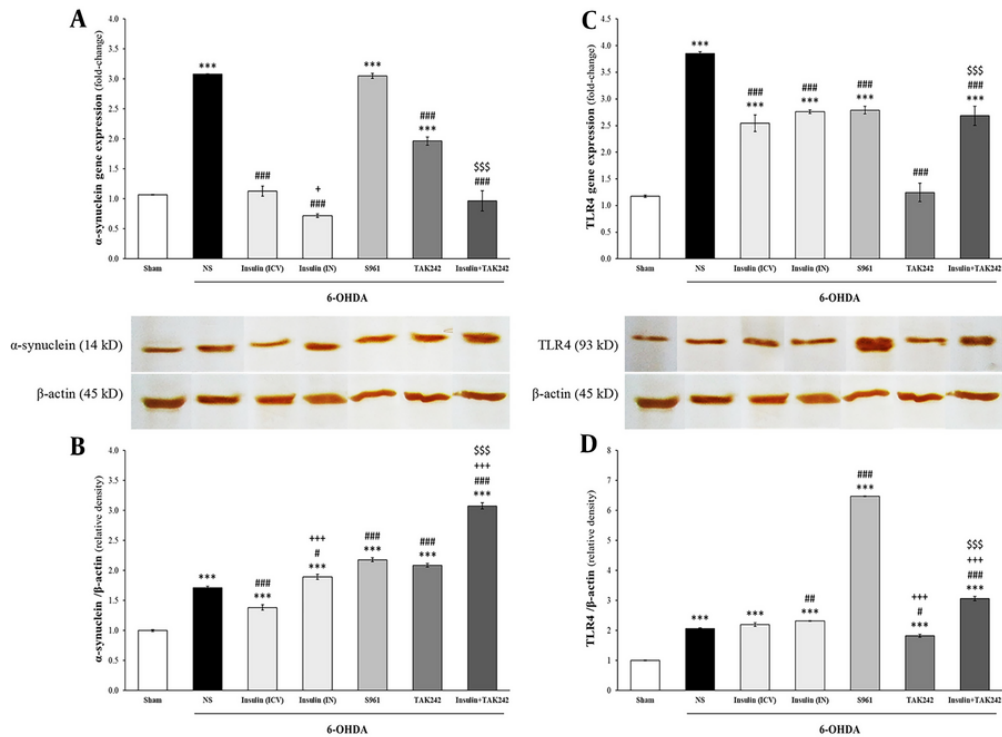 A
α-synuclein gene expression (fold-change)
4.0
3.5
3.0
2.5
2.0
1.5
1.0
0.5
0.0
***
###
+
###
***
###
***
$$$
###
Sham
NS
Insulin (ICV)
Insulin (IN)
S961
TAK242
Insulin+TAK242
6-OHDA
C
TLR4 gene expression (fold-change)
4.5
4.0
3.5
3.0
2.5
2.0
1.5
1.0
0.5
0.0
***
###
***
###
***
###
***
###
$$$
###
***
Sham
NS
Insulin (ICV)
Insulin (IN)
S961
TAK242
Insulin+TAK242
6-OHDA
α-synuclein (14 kD)
β-actin (45 kD)
TLR4 (93 kD)
β-actin (45 kD)
B
α-synuclein /β-actin (relative density)
4.0
3.5
3.0
2.5
2.0
1.5
1.0
0.5
0.0
***
###
***
+++
#
***
###
***
###
***
$$$
+++
###
***
Sham
NS
Insulin (ICV)
Insulin (IN)
S961
TAK242
Insulin+TAK242
6-OHDA
D
TLR4 /β-actin (relative density)
8
7
6
5
4
3
2
1
0
***
***
##
***
###
***
+++
#
***
$$$
+++
###
***
Sham
NS
Insulin (ICV)
Insulin (IN)
S961
TAK242
Insulin+TAK242
6-OHDA